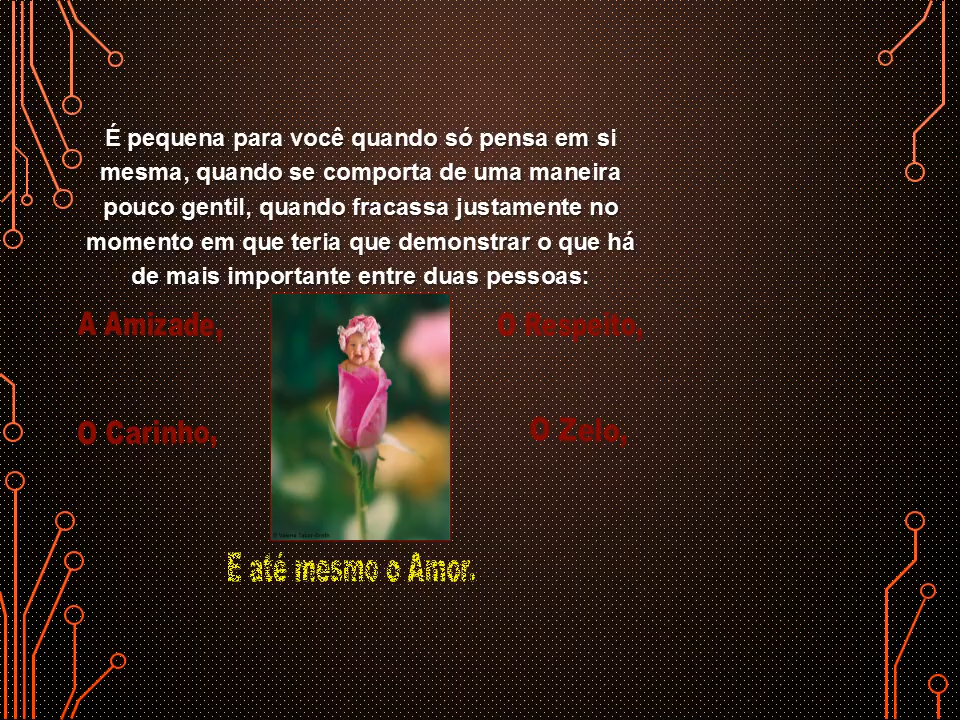 É pequena para você quando só pensa em si
mesma, quando se comporta de uma maneira
pouco gentil, quando fracassa justamente no
momento em que teria que demonstrar o que há
de mais importante entre duas pessoas:
A Amizade,
O Respeito,
O Carinho,
O Zelo,
E até mesmo o Amor.